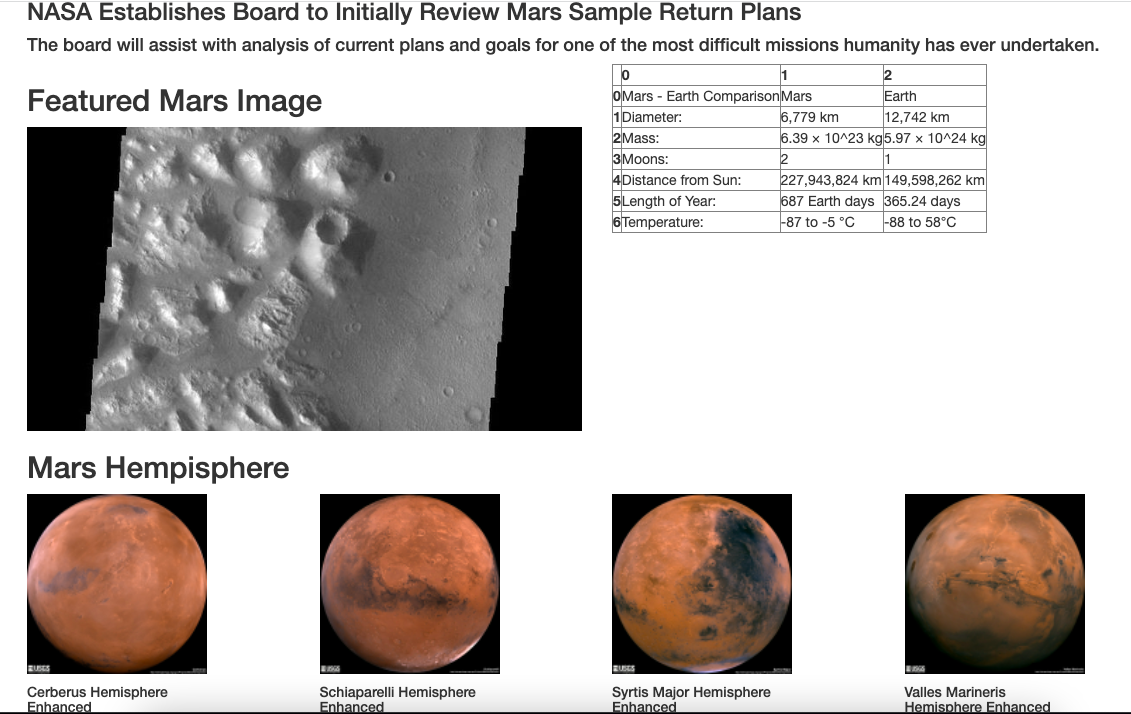 NASA Establishes Board to Initially Review Mars Sample Return Plans
The board will assist with analysis of current plans and goals for one of the most difficult missions humanity has ever undertaken.
Featured Mars Image
0 1 2
0 Mars - Earth Comparison Mars Earth
1 Diameter: 6,779 km 12,742 km
2 Mass: 6.39 × 10^23 kg 5.97 × 10^24 kg
3 Moons: 2 1
4 Distance from Sun: 227,943,824 km 149,598,262 km
5 Length of Year: 687 Earth days 365.24 days
6 Temperature: -87 to -5 °C -88 to 58°C
Mars Hempisphere
USGS
USGS
USGS
USGS
Cerberus Hemisphere
Enhanced
Schiaparelli Hemisphere
Enhanced
Syrtis Major Hemisphere
Enhanced
Valles Marineris
Hemisphere Enhanced